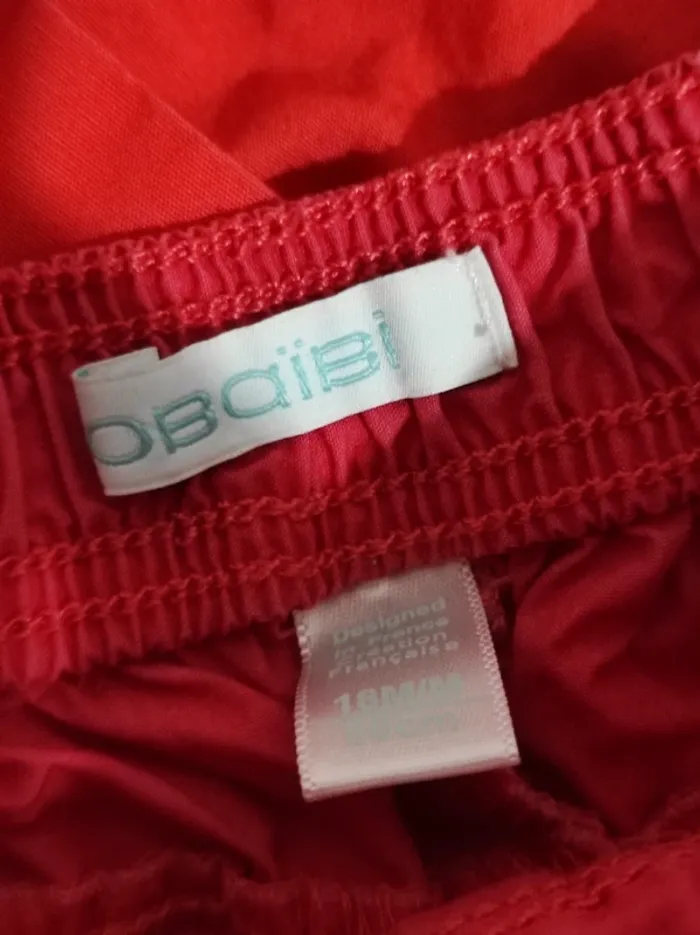 OBaïBi
Designed
in France
Création
Française
18M/M